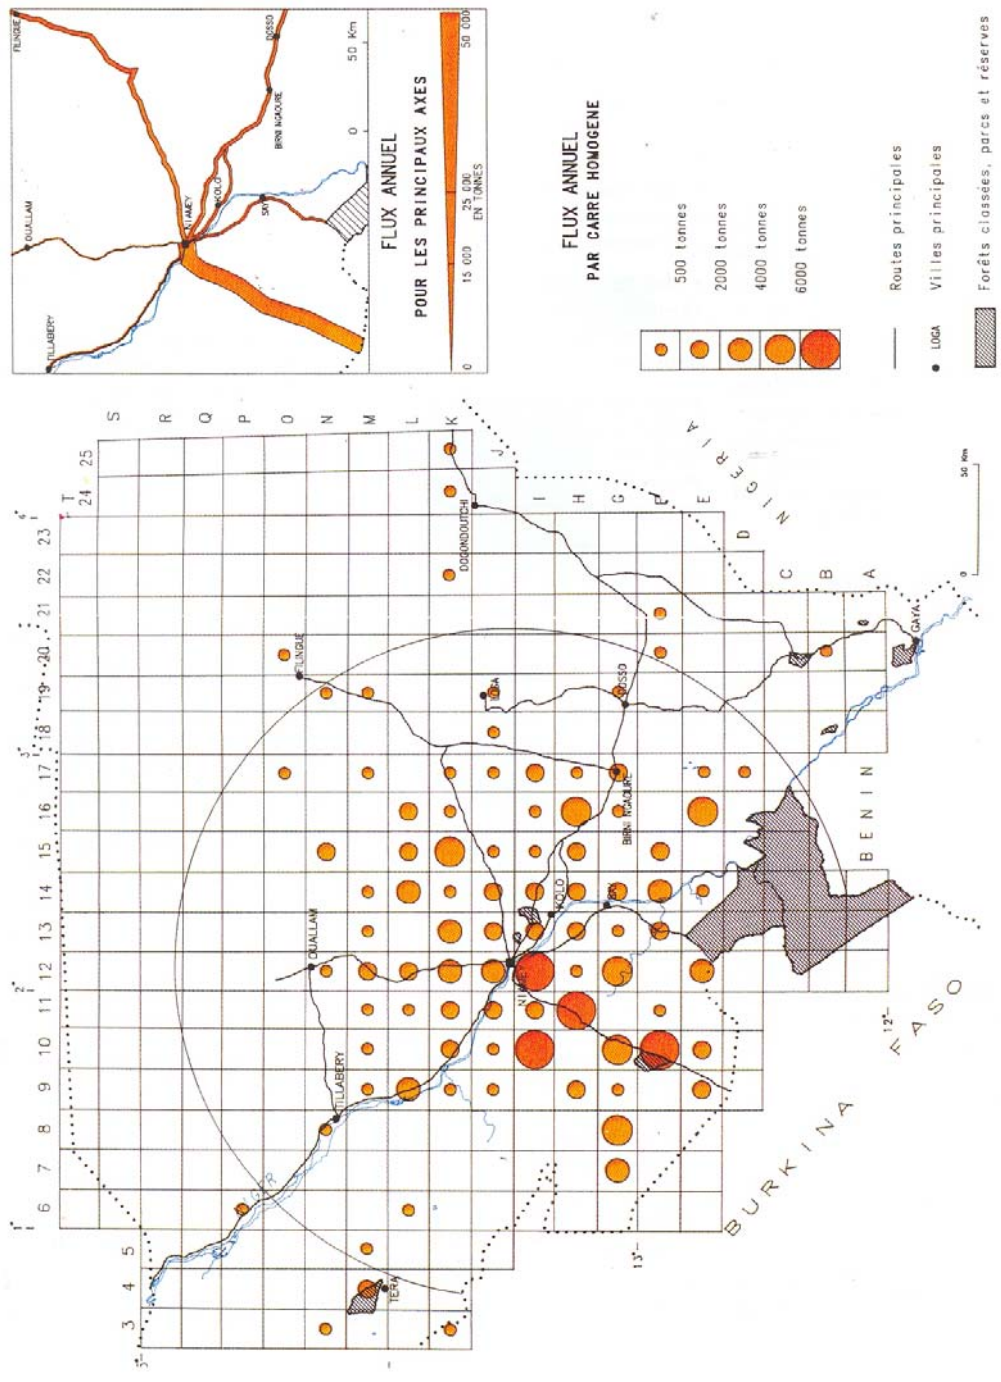 FILINGUE
DOSSO
OUALLAM
BIRNI NGAOURE
NIAMEY
KOLO
SAY
TILLABERY
0 50 Km
FLUX ANNUEL
POUR LES PRINCIPAUX AXES
0 15 000 25 000 50 000
EN TONNES
FLUX ANNUEL
PAR CARRE HOMOGENE
500 tonnes
2000 tonnes
4000 tonnes
6000 tonnes
Routes principales
LOGA Villes principales
Forêts classées, parcs et réserves
S
R
Q
P
O
N
M
L
K
J
I
H
G
F
E
D
C
B
A
T
3 4 5 6 7 8 9 10 11 12 13 14 15 16 17 18 19 20 21 22 23 24 25
1°
2°
3°
4°
12°
13°
FILINGUE
DOGONDOUTCHI
LOGA
DOSSO
OUALLAM
BIRNI NGAOURE
KOLO
SAY
NIAMEY
TILLABERY
NIGER
TERA
GAYA
NIGERIA
BENIN
BURKINA FASO
0 50 Km